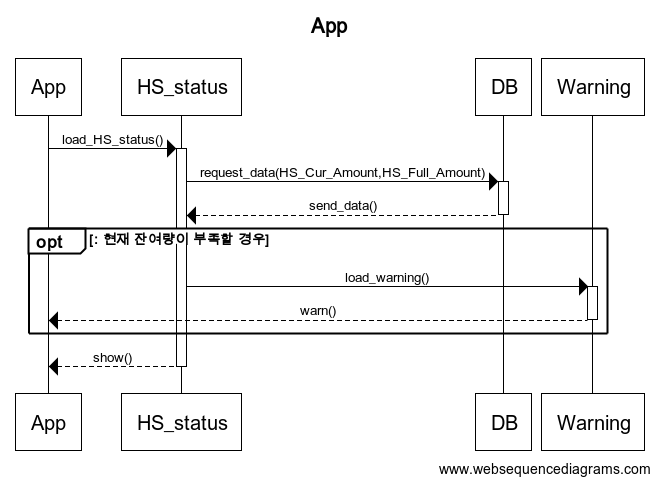 App
App HS_status DB Warning
load_HS_status()
request_data(HS_Cur_Amount,HS_Full_Amount)
send_data()
opt [: 현재 잔여량이 부족할 경우]
load_warning()
warn()
show()
App HS_status DB Warning
www.websequencediagrams.com